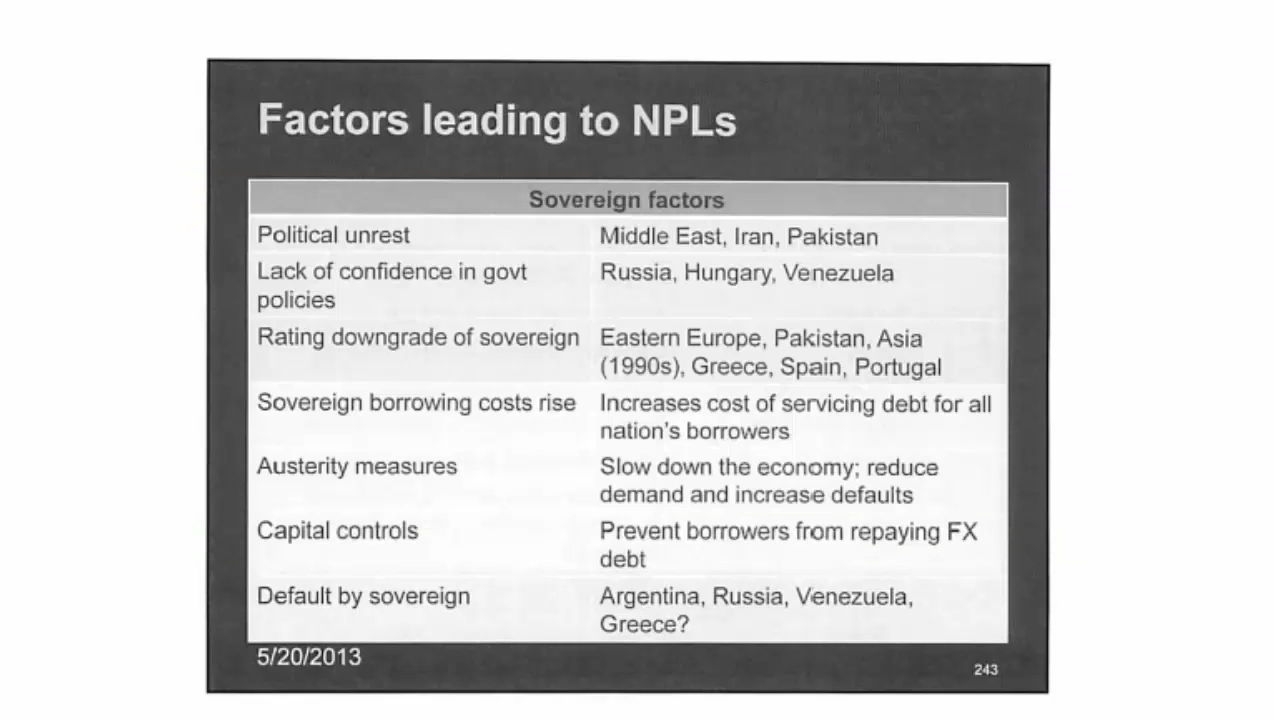 Factors leading to NPLs
Sovereign factors
Political unrest
Middle East, Iran, Pakistan
Lack of confidence in govt
policies
Russia, Hungary, Venezuela
Rating downgrade of sovereign
Eastern Europe, Pakistan, Asia
(1990s), Greece, Spain, Portugal
Sovereign borrowing costs rise
Increases cost of servicing debt for all
nation's borrowers
Austerity measures
Slow down the economy; reduce
demand and increase defaults
Capital controls
Prevent borrowers from repaying FX
debt
Default by sovereign
Argentina, Russia, Venezuela,
Greece?
5/20/2013
243